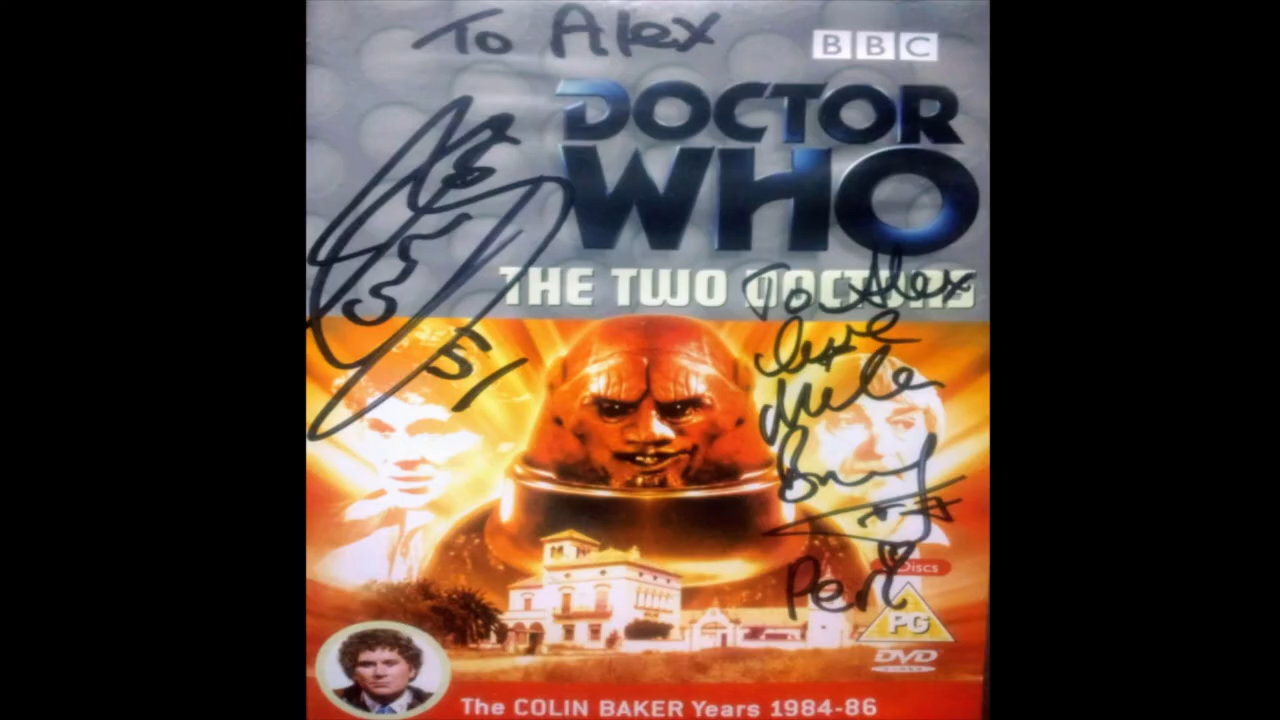 To Alex
BBC
DOCTOR
WHO
THE TWO DOCTORS
To Alex
Love
Nicola
Bryant
Peri
Discs
PG
DVD
The COLIN BAKER Years 1984-86